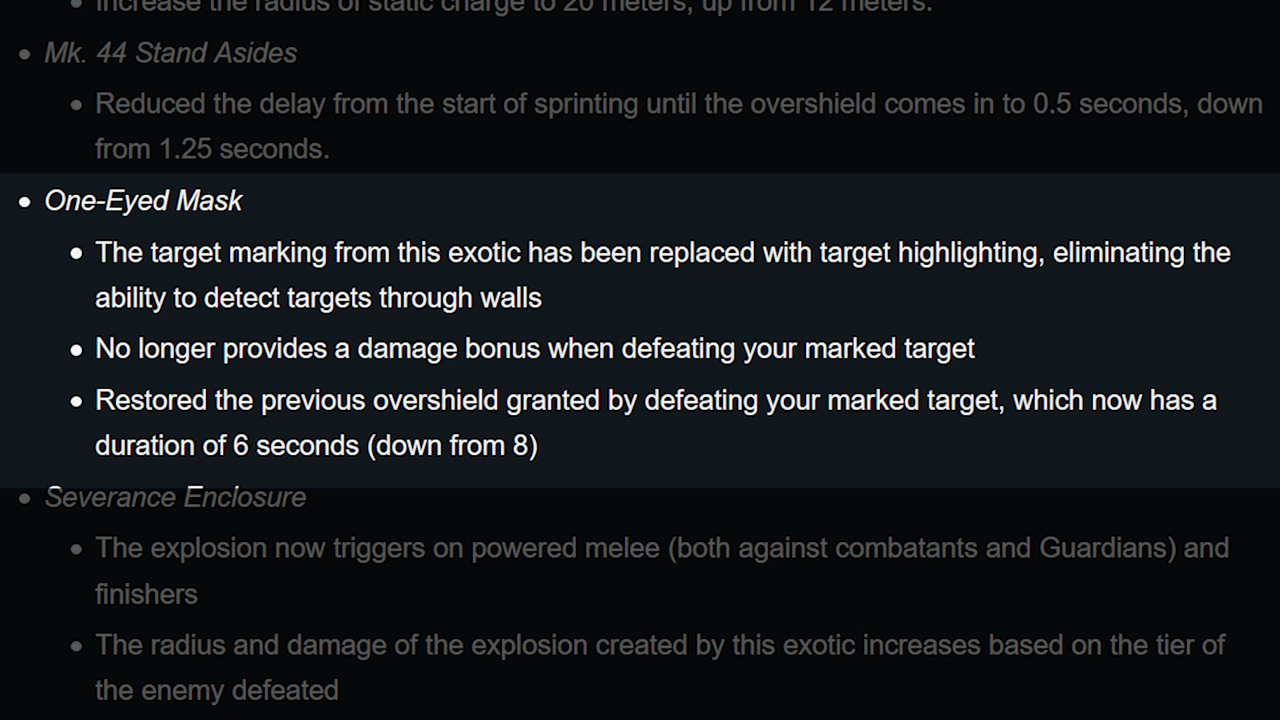 Increase the radius of static charge to 20 meters, up from 12 meters.
• Mk. 44 Stand Asides
• Reduced the delay from the start of sprinting until the overshield comes in to 0.5 seconds, down
from 1.25 seconds.
• One-Eyed Mask
• The target marking from this exotic has been replaced with target highlighting, eliminating the
ability to detect targets through walls
• No longer provides a damage bonus when defeating your marked target
• Restored the previous overshield granted by defeating your marked target, which now has a
duration of 6 seconds (down from 8)
• Severance Enclosure
• The explosion now triggers on powered melee (both against combatants and Guardians) and
finishers
• The radius and damage of the explosion created by this exotic increases based on the tier of
the enemy defeated